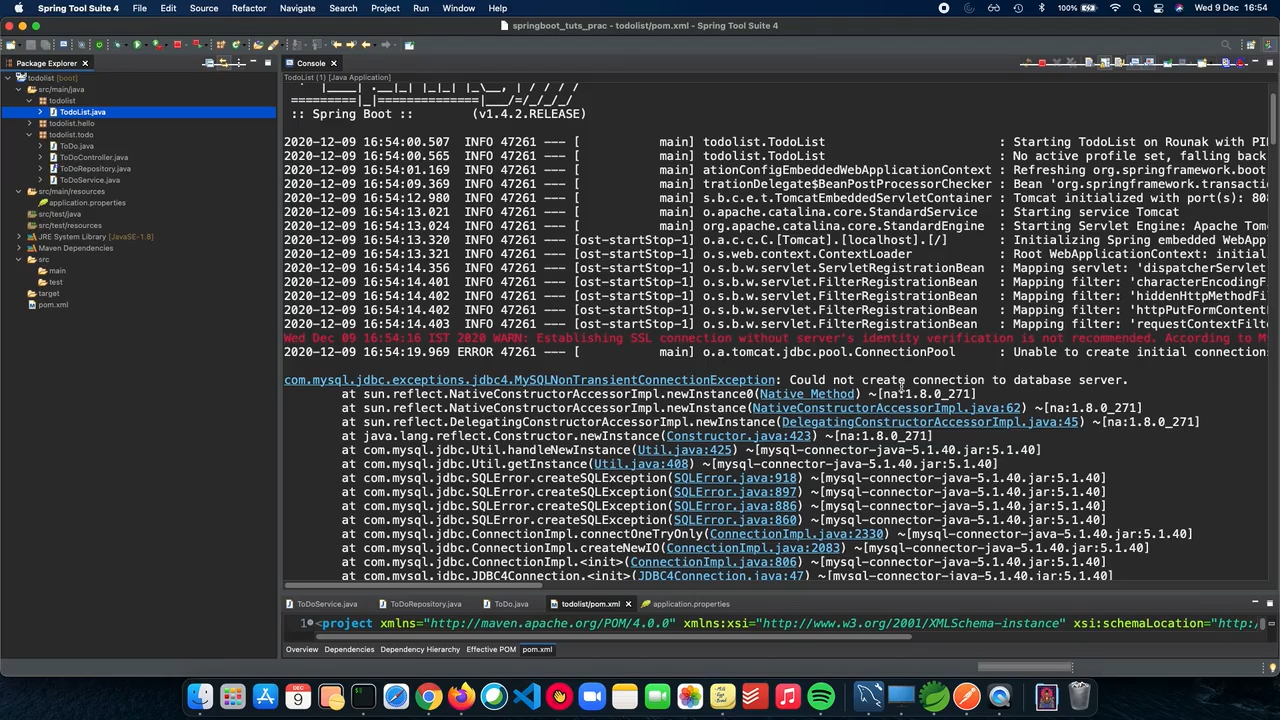 Spring Tool Suite 4 File Edit Source Refactor Navigate Search Project Run Window Help 100% Wed 9 Dec 16:54
springboot_tuts_prac - todolist/pom.xml - Spring Tool Suite 4
Package Explorer
todolist [boot]
src/main/java
todolist
TodoList.java
todolist.hello
todolist.todo
ToDo.java
ToDoController.java
ToDoRepository.java
ToDoService.java
src/main/resources
application.properties
src/test/java
src/test/resources
JRE System Library [JavaSE-1.8]
Maven Dependencies
src
main
test
target
pom.xml
Console
TodoList (1) [Java Application]
:: Spring Boot :: (v1.4.2.RELEASE)
2020-12-09 16:54:00.507 INFO 47261 --- [ main] todolist.TodoList : Starting TodoList on Rounak with PI
2020-12-09 16:54:00.565 INFO 47261 --- [ main] todolist.TodoList : No active profile set, falling back
2020-12-09 16:54:01.169 INFO 47261 --- [ main] ationConfigEmbeddedWebApplicationContext : Refreshing org.springframework.boot
2020-12-09 16:54:09.369 INFO 47261 --- [ main] trationDelegate$BeanPostProcessorChecker : Bean 'org.springframework.transactio
2020-12-09 16:54:12.980 INFO 47261 --- [ main] s.b.c.e.t.TomcatEmbeddedServletContainer : Tomcat initialized with port(s): 808
2020-12-09 16:54:13.021 INFO 47261 --- [ main] o.apache.catalina.core.StandardService : Starting service Tomcat
2020-12-09 16:54:13.024 INFO 47261 --- [ main] org.apache.catalina.core.StandardEngine : Starting Servlet Engine: Apache Tomc
2020-12-09 16:54:13.320 INFO 47261 --- [ost-startStop-1] o.a.c.c.C.[Tomcat].[localhost].[/] : Initializing Spring embedded WebApp
2020-12-09 16:54:13.321 INFO 47261 --- [ost-startStop-1] o.s.web.context.ContextLoader : Root WebApplicationContext: initial
2020-12-09 16:54:14.356 INFO 47261 --- [ost-startStop-1] o.s.b.w.servlet.ServletRegistrationBean : Mapping servlet: 'dispatcherServlet
2020-12-09 16:54:14.401 INFO 47261 --- [ost-startStop-1] o.s.b.w.servlet.FilterRegistrationBean : Mapping filter: 'characterEncodingF
2020-12-09 16:54:14.402 INFO 47261 --- [ost-startStop-1] o.s.b.w.servlet.FilterRegistrationBean : Mapping filter: 'hiddenHttpMethodFi
2020-12-09 16:54:14.402 INFO 47261 --- [ost-startStop-1] o.s.b.w.servlet.FilterRegistrationBean : Mapping filter: 'httpPutFormContent
2020-12-09 16:54:14.403 INFO 47261 --- [ost-startStop-1] o.s.b.w.servlet.FilterRegistrationBean : Mapping filter: 'requestContextFilte
Wed Dec 09 16:54:16 IST 2020 WARN: Establishing SSL connection without server's identity verification is not recommended. According to M
2020-12-09 16:54:19.969 ERROR 47261 --- [ main] o.a.tomcat.jdbc.pool.ConnectionPool : Unable to create initial connections
com.mysql.jdbc.exceptions.jdbc4.MySQLNonTransientConnectionException: Could not create connection to database server.
at sun.reflect.NativeConstructorAccessorImpl.newInstance0(Native Method) ~[na:1.8.0_271]
at sun.reflect.NativeConstructorAccessorImpl.newInstance(NativeConstructorAccessorImpl.java:62) ~[na:1.8.0_271]
at sun.reflect.DelegatingConstructorAccessorImpl.newInstance(DelegatingConstructorAccessorImpl.java:45) ~[na:1.8.0_271]
at java.lang.reflect.Constructor.newInstance(Constructor.java:423) ~[na:1.8.0_271]
at com.mysql.jdbc.Util.handleNewInstance(Util.java:425) ~[mysql-connector-java-5.1.40.jar:5.1.40]
at com.mysql.jdbc.Util.getInstance(Util.java:408) ~[mysql-connector-java-5.1.40.jar:5.1.40]
at com.mysql.jdbc.SQLError.createSQLException(SQLError.java:918) ~[mysql-connector-java-5.1.40.jar:5.1.40]
at com.mysql.jdbc.SQLError.createSQLException(SQLError.java:897) ~[mysql-connector-java-5.1.40.jar:5.1.40]
at com.mysql.jdbc.SQLError.createSQLException(SQLError.java:886) ~[mysql-connector-java-5.1.40.jar:5.1.40]
at com.mysql.jdbc.SQLError.createSQLException(SQLError.java:860) ~[mysql-connector-java-5.1.40.jar:5.1.40]
at com.mysql.jdbc.ConnectionImpl.connectOneTryOnly(ConnectionImpl.java:2330) ~[mysql-connector-java-5.1.40.jar:5.1.40]
at com.mysql.jdbc.ConnectionImpl.createNewIO(ConnectionImpl.java:2083) ~[mysql-connector-java-5.1.40.jar:5.1.40]
at com.mysql.jdbc.ConnectionImpl.<init>(ConnectionImpl.java:806) ~[mysql-connector-java-5.1.40.jar:5.1.40]
at com.mysql.jdbc.JDBC4Connection.<init>(JDBC4Connection.java:47) ~[mysql-connector-java-5.1.40.jar:5.1.40]
ToDoService.java ToDoRepository.java ToDo.java todolist/pom.xml application.properties
1 <project xmlns="http://maven.apache.org/POM/4.0.0" xmlns:xsi="http://www.w3.org/2001/XMLSchema-instance" xsi:schemaLocation="http:/
Overview Dependencies Dependency Hierarchy Effective POM pom.xml